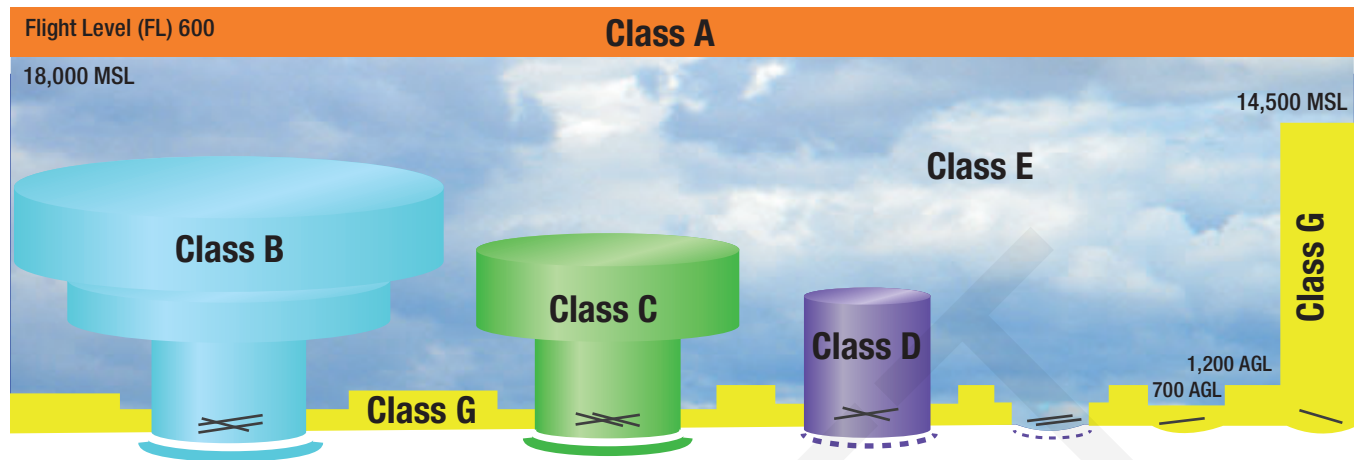 Flight Level (FL) 600
Class A
18,000 MSL
14,500 MSL
Class E
Class B
Class C
Class G
Class D
1,200 AGL
700 AGL
Class G